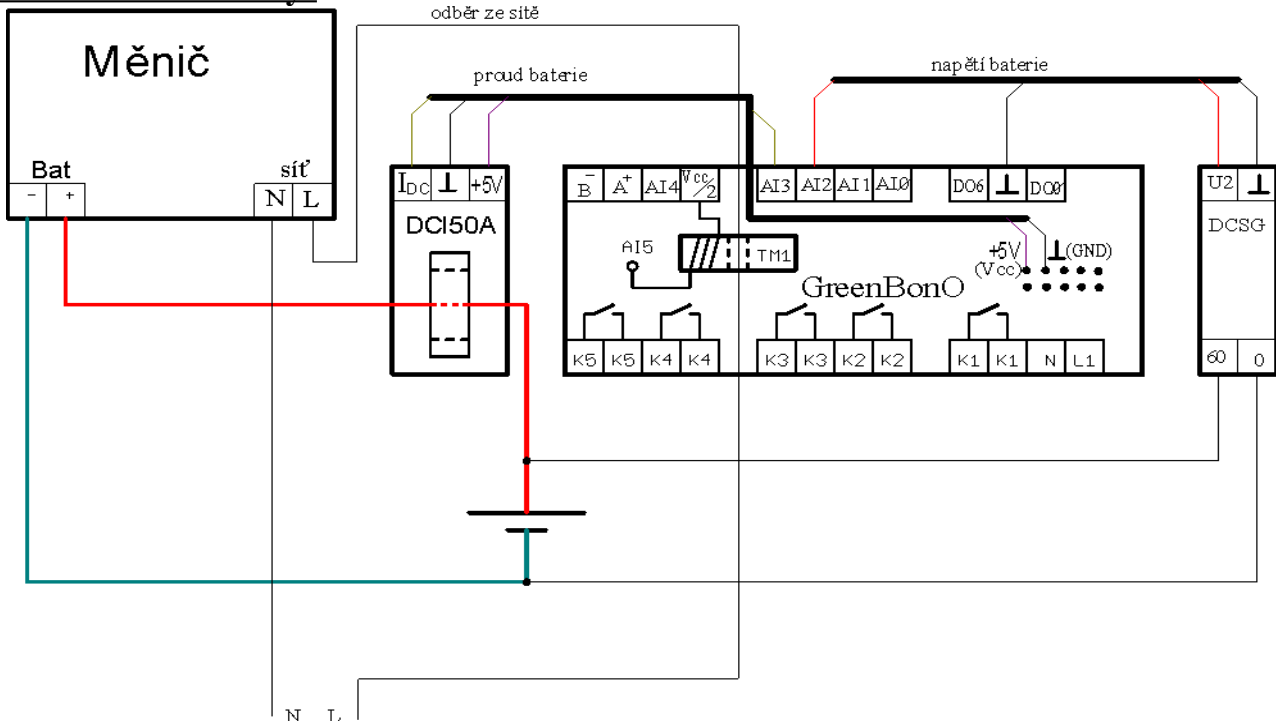 odběr ze sítě
Měnič
proud baterie
napětí baterie
Bat
síť
- +
N L
I_DC ⊥ +5V
B⁻ A⁺ AI4 Vcc/2
AI3 AI2 AI1 AI0
DO6 ⊥ DO0
U2 ⊥
DCI50A
DCSG
AI5
TM1
+5V
(Vcc)
⊥(GND)
GreenBonO
K5 K5 K4 K4
K3 K3 K2 K2
K1 K1 N L1
60 0
N L